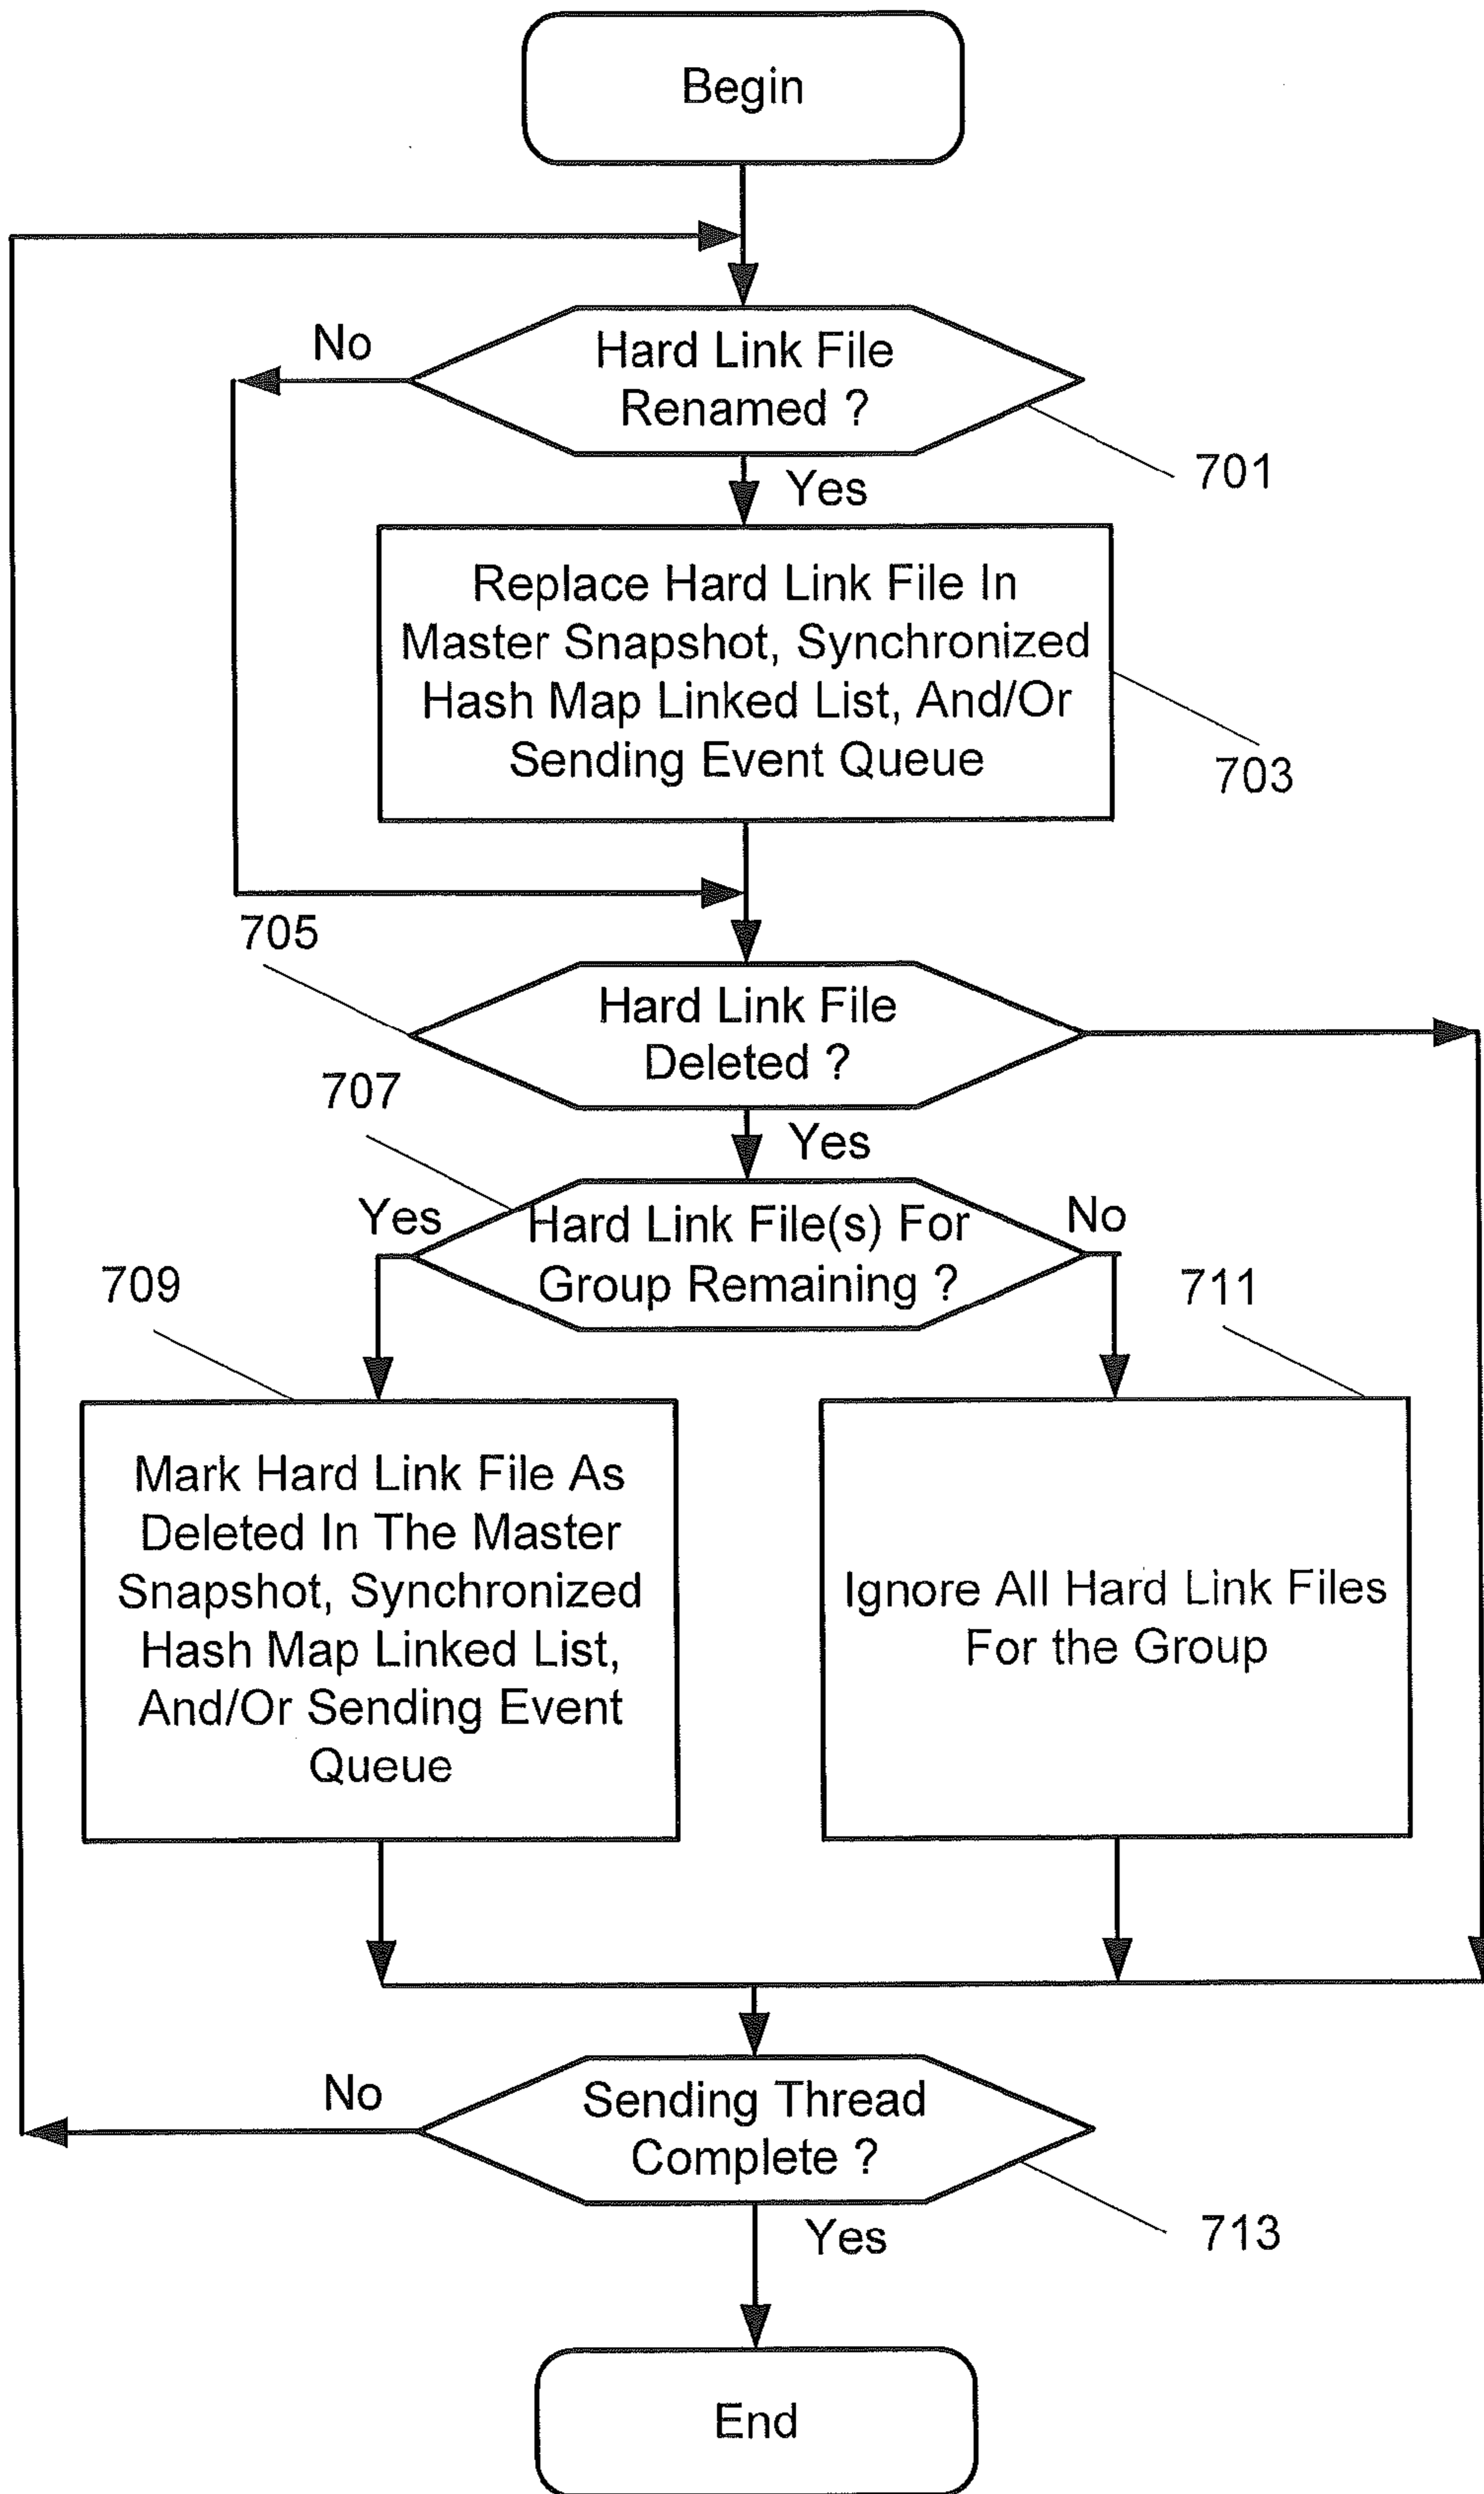 Begin
No
Hard Link File
Renamed ?
701
Yes
Replace Hard Link File In
Master Snapshot, Synchronized
Hash Map Linked List, And/Or
Sending Event Queue
703
705
Hard Link File
Deleted ?
707
Yes
Yes
Hard Link File(s) For
Group Remaining ?
No
709
711
Mark Hard Link File As
Deleted In The Master
Snapshot, Synchronized
Hash Map Linked List,
And/Or Sending Event
Queue
Ignore All Hard Link Files
For the Group
No
Sending Thread
Complete ?
713
Yes
End